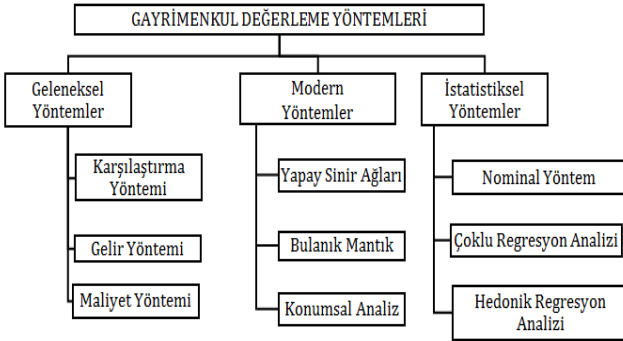 GAYRİMENKUL DEĞERLEME YÖNTEMLERİ
Geleneksel
Yöntemler
Karşılaştırma
Yöntemi
Gelir Yöntemi
Maliyet Yöntemi
Modern
Yöntemler
Yapay Sinir Ağları
Bulanık Mantık
Konumsal Analiz
İstatistiksel
Yöntemler
Nominal Yöntem
Çoklu Regresyon Analizi
Hedonik Regresyon
Analizi